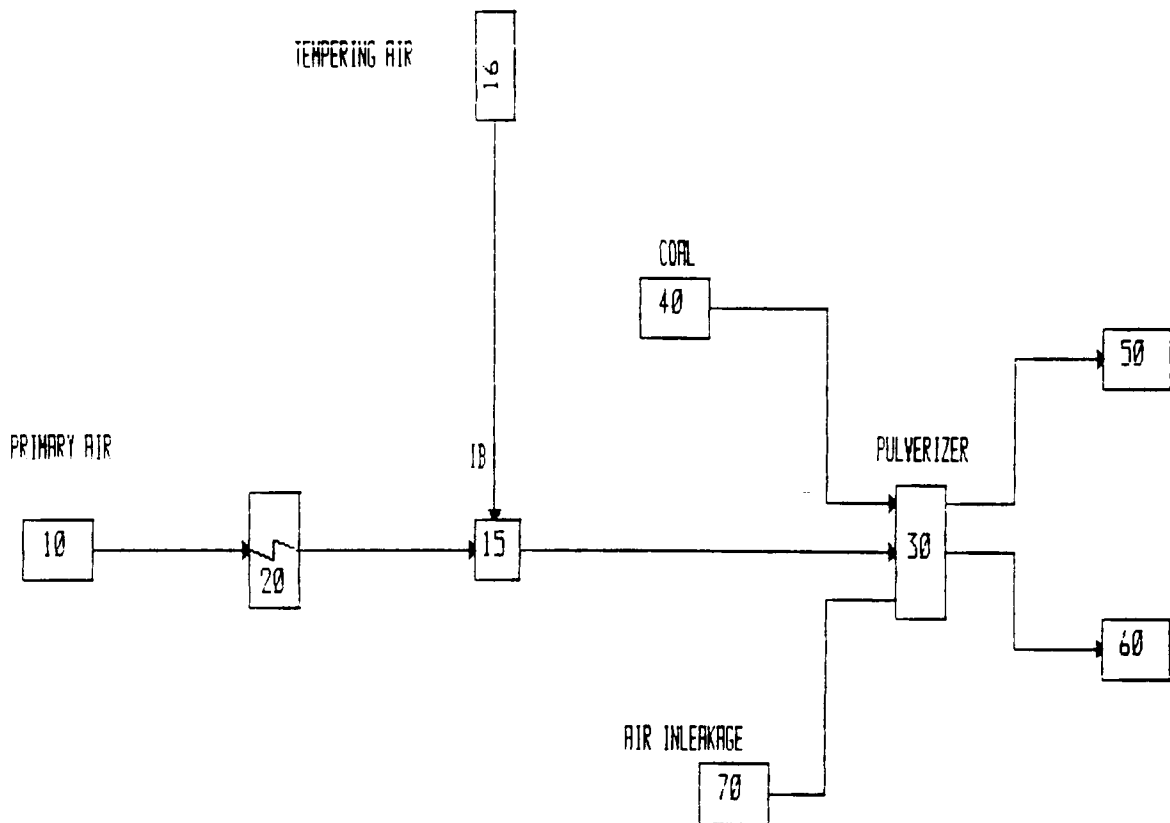 TEMPERING AIR
16
COAL
40
50
PRIMARY AIR
IB
PULVERIZER
10
20
15
30
60
AIR INLEAKAGE
70